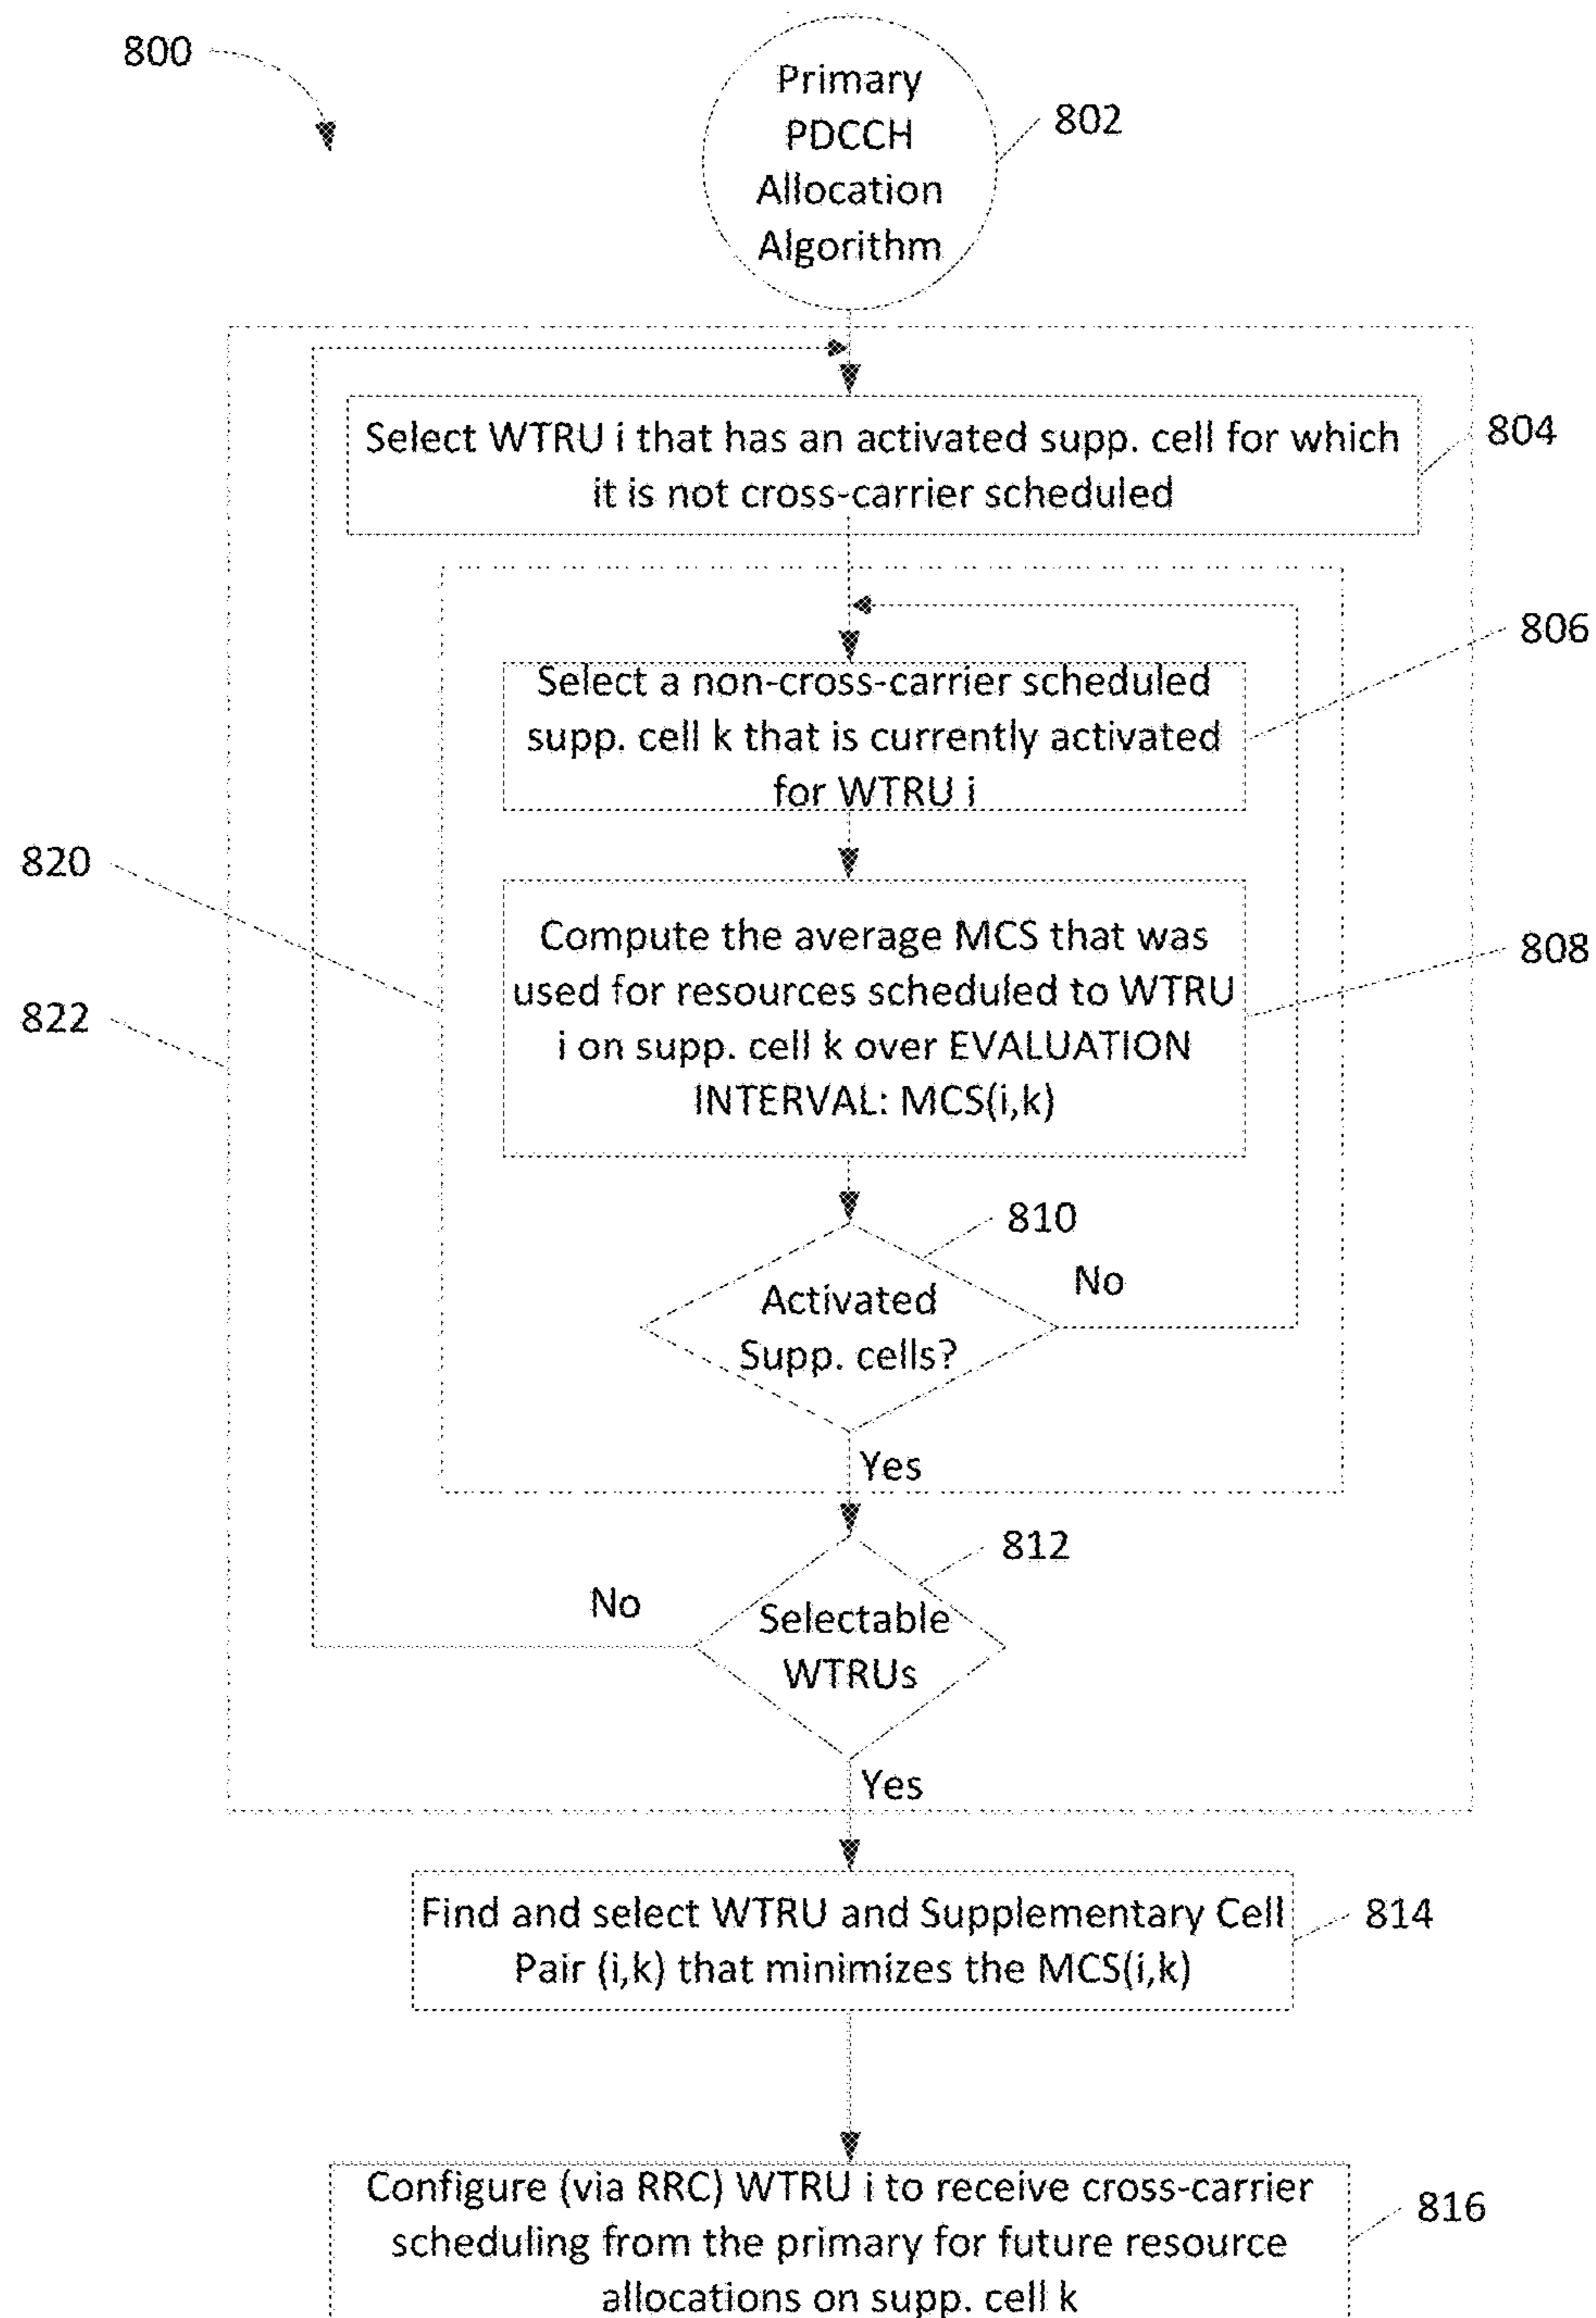 800
Primary
PDCCH
Allocation
Algorithm
802
Select WTRU i that has an activated supp. cell for which
it is not cross-carrier scheduled
804
Select a non-cross-carrier scheduled
supp. cell k that is currently activated
for WTRU i
806
Compute the average MCS that was
used for resources scheduled to WTRU
i on supp. cell k over EVALUATION
INTERVAL: MCS(i,k)
808
820
822
810
Activated
Supp. cells?
No
Yes
812
Selectable
WTRUs
No
Yes
Find and select WTRU and Supplementary Cell
Pair (i,k) that minimizes the MCS(i,k)
814
Configure (via RRC) WTRU i to receive cross-carrier
scheduling from the primary for future resource
allocations on supp. cell k
816